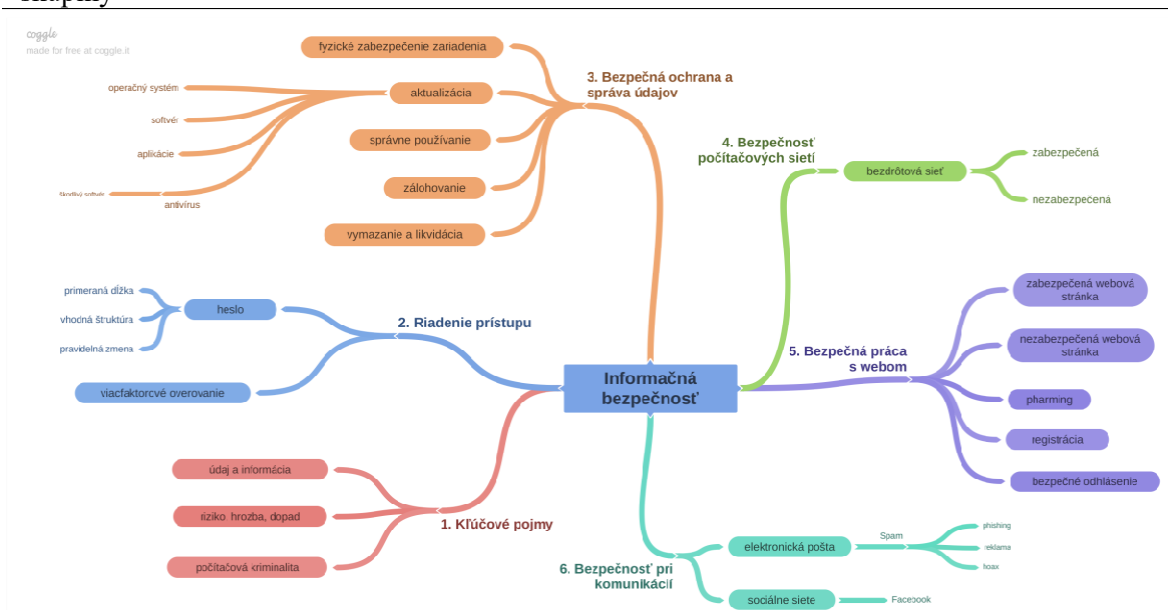 coggle
made for free at coggle.it
fyzické zabezpečenie zariadenia
3. Bezpečná ochrana a
správa údajov
operačný systém
aktualizácia
softvér
aplikácie
správne používanie
zálohovanie
škodlivý softvér
antivírus
vymazanie a likvidácia
4. Bezpečnosť
počítačových sietí
bezdrôtová sieť
zabezpečená
nezabezpečená
primeraná dĺžka
heslo
vhodná štruktúra
pravidelná zmena
2. Riadenie prístupu
viacfaktorové overovanie
Informačná
bezpečnosť
5. Bezpečná práca
s webom
zabezpečená webová
stránka
nezabezpečená webová
stránka
pharming
registrácia
bezpečné odhlásenie
údaj a informácia
riziko hrozba, dopad
1. Kľúčové pojmy
počítačová kriminalita
6. Bezpečnosť pri
komunikácií
elektronická pošta
Spam
phishing
reklama
hoax
sociálne siete
Facebook